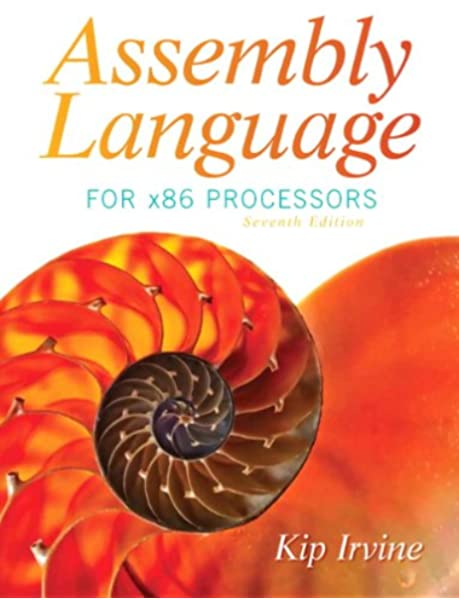 Assembly
Language
FOR x86 PROCESSORS
Seventh Edition
Kip Irvine